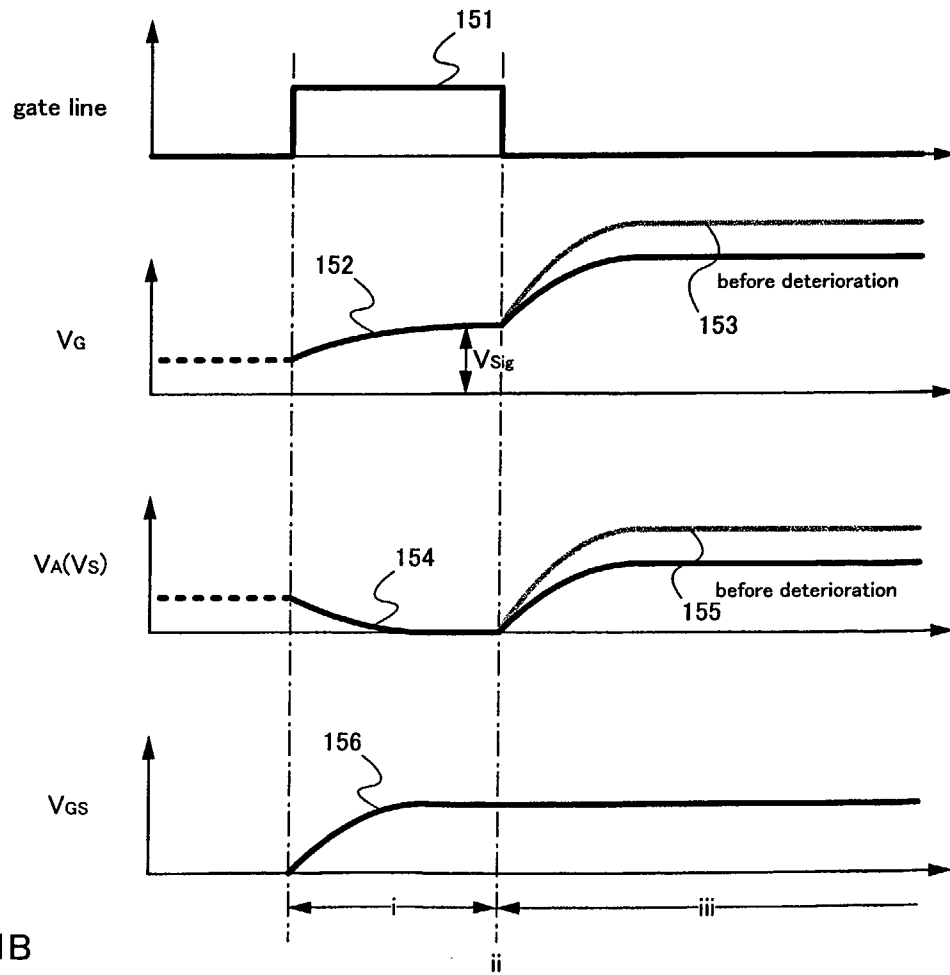 151
gate line
152
before deterioration
153
VG
VSig
154
VA(VS)
before deterioration
155
156
VGS
i
iii
ii